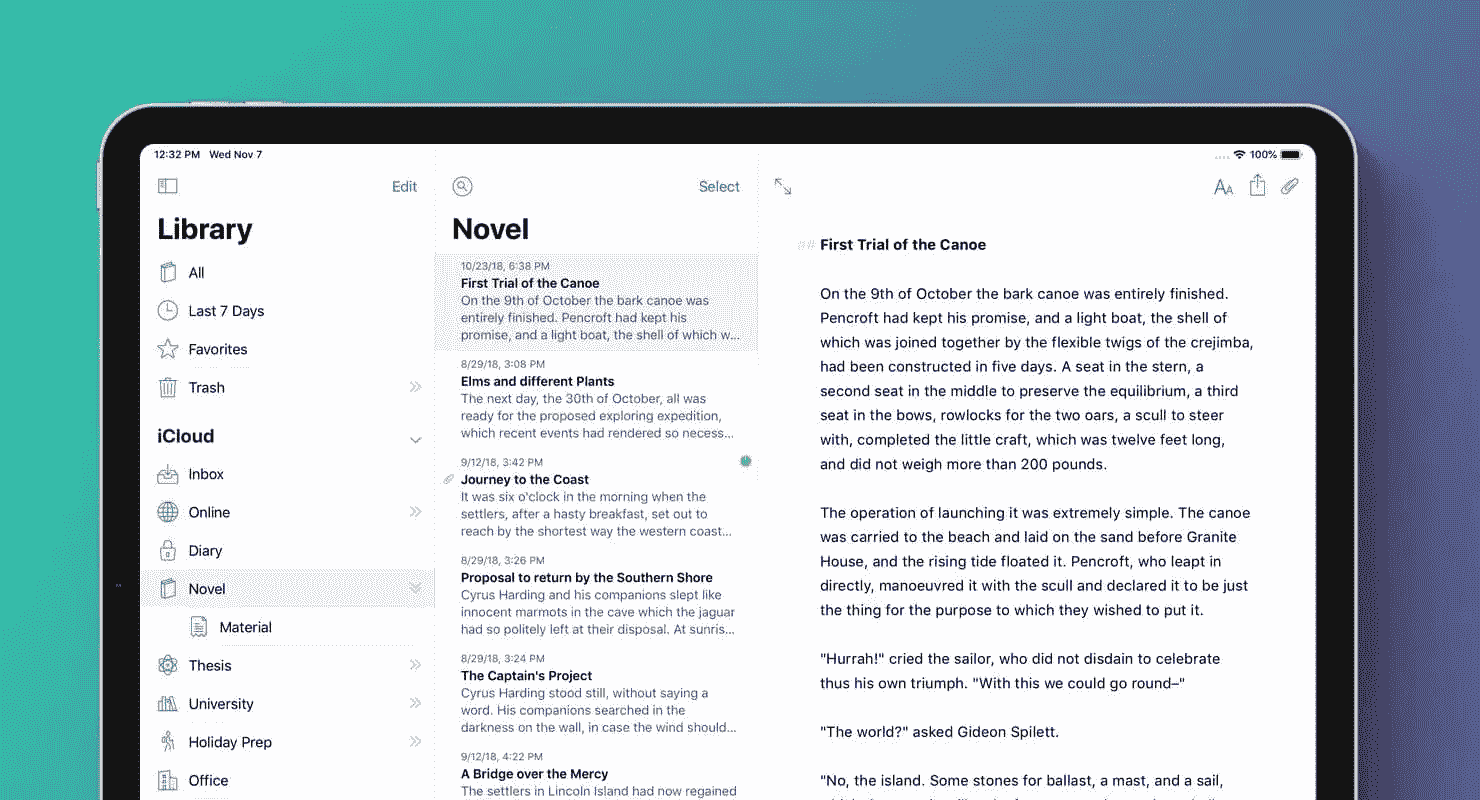 12:32 PM Wed Nov 7
100%
Edit
Library
All
Last 7 Days
Favorites
Trash
iCloud
Inbox
Online
Diary
Novel
Material
Thesis
University
Holiday Prep
Office
Select
Novel
10/23/18, 6:38 PM
First Trial of the Canoe
On the 9th of October the bark canoe was
entirely finished. Pencroft had kept his
promise, and a light boat, the shell of which w...
8/29/18, 3:08 PM
Elms and different Plants
The next day, the 30th of October, all was
ready for the proposed exploring expedition,
which recent events had rendered so necess...
9/12/18, 3:42 PM
Journey to the Coast
It was six o'clock in the morning when the
settlers, after a hasty breakfast, set out to
reach by the shortest way the western coast...
8/29/18, 3:26 PM
Proposal to return by the Southern Shore
Cyrus Harding and his companions slept like
innocent marmots in the cave which the jaguar
had so politely left at their disposal. At sunris...
8/29/18, 3:24 PM
The Captain's Project
Cyrus Harding stood still, without saying a
word. His companions searched in the
darkness on the wall, in case the wind should...
9/12/18, 4:22 PM
A Bridge over the Mercy
The settlers in Lincoln Island had now regained
AA
## First Trial of the Canoe
On the 9th of October the bark canoe was entirely finished.
Pencroft had kept his promise, and a light boat, the shell of
which was joined together by the flexible twigs of the crejimba,
had been constructed in five days. A seat in the stern, a
second seat in the middle to preserve the equilibrium, a third
seat in the bows, rowlocks for the two oars, a scull to steer
with, completed the little craft, which was twelve feet long,
and did not weigh more than 200 pounds.
The operation of launching it was extremely simple. The canoe
was carried to the beach and laid on the sand before Granite
House, and the rising tide floated it. Pencroft, who leapt in
directly, manoeuvred it with the scull and declared it to be just
the thing for the purpose to which they wished to put it.
"Hurrah!" cried the sailor, who did not disdain to celebrate
thus his own triumph. "With this we could go round–"
"The world?" asked Gideon Spilett.
"No, the island. Some stones for ballast, a mast, and a sail,